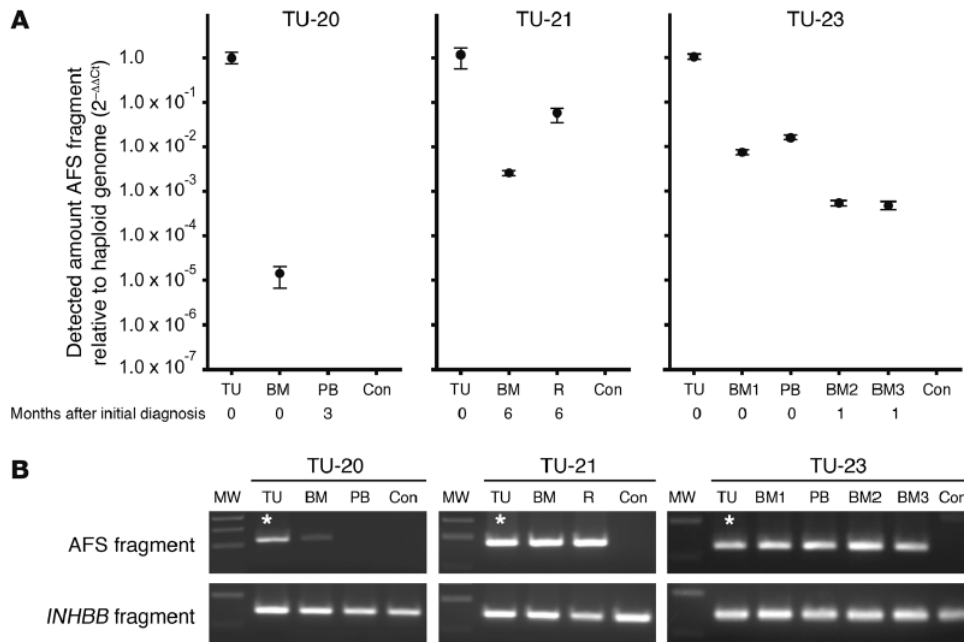 A
TU-20 TU-21 TU-23
Detected amount AFS fragment
relative to haploid genome (2^−ΔΔCt)
1.0
1.0 x 10^-1
1.0 x 10^-2
1.0 x 10^-3
1.0 x 10^-4
1.0 x 10^-5
1.0 x 10^-6
1.0 x 10^-7
TU BM PB Con TU BM R Con TU BM1 PB BM2 BM3 Con
Months after initial diagnosis 0 0 3 0 6 6 0 0 0 1 1
B
TU-20 TU-21 TU-23
MW TU BM PB Con MW TU BM R Con MW TU BM1 PB BM2 BM3 Con
* * *
AFS fragment
INHBB fragment